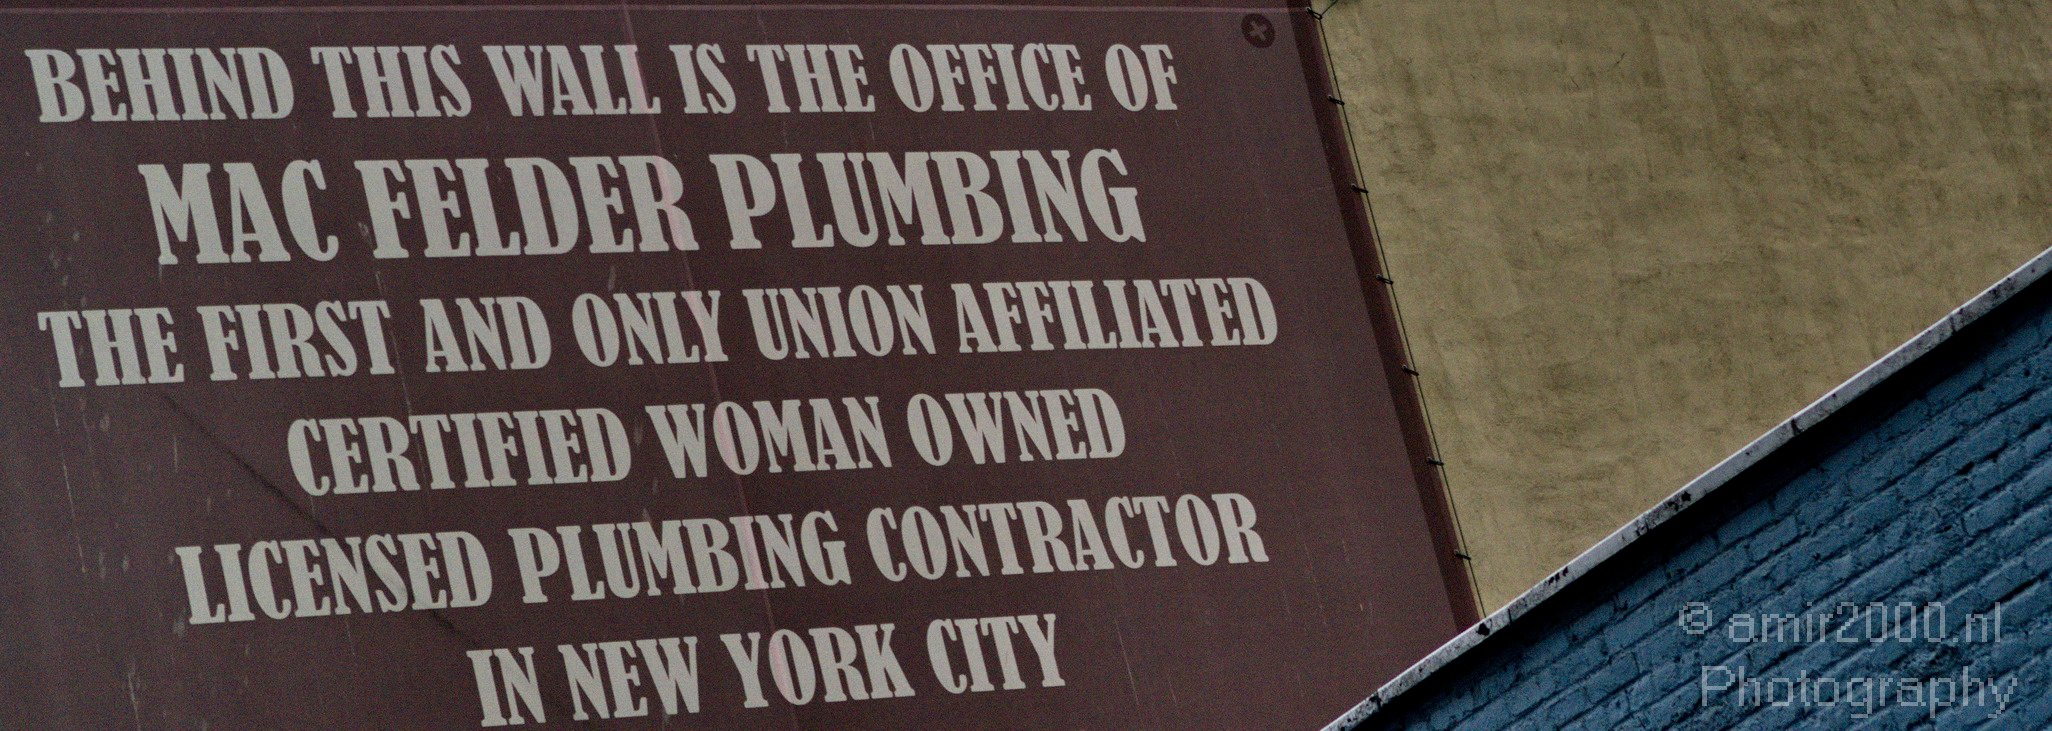 BEHIND THIS WALL IS THE OFFICE OF
MAC FELDER PLUMBING
THE FIRST AND ONLY UNION AFFILIATED
CERTIFIED WOMAN OWNED
LICENSED PLUMBING CONTRACTOR
IN NEW YORK CITY
© amir2000.nl
Photography